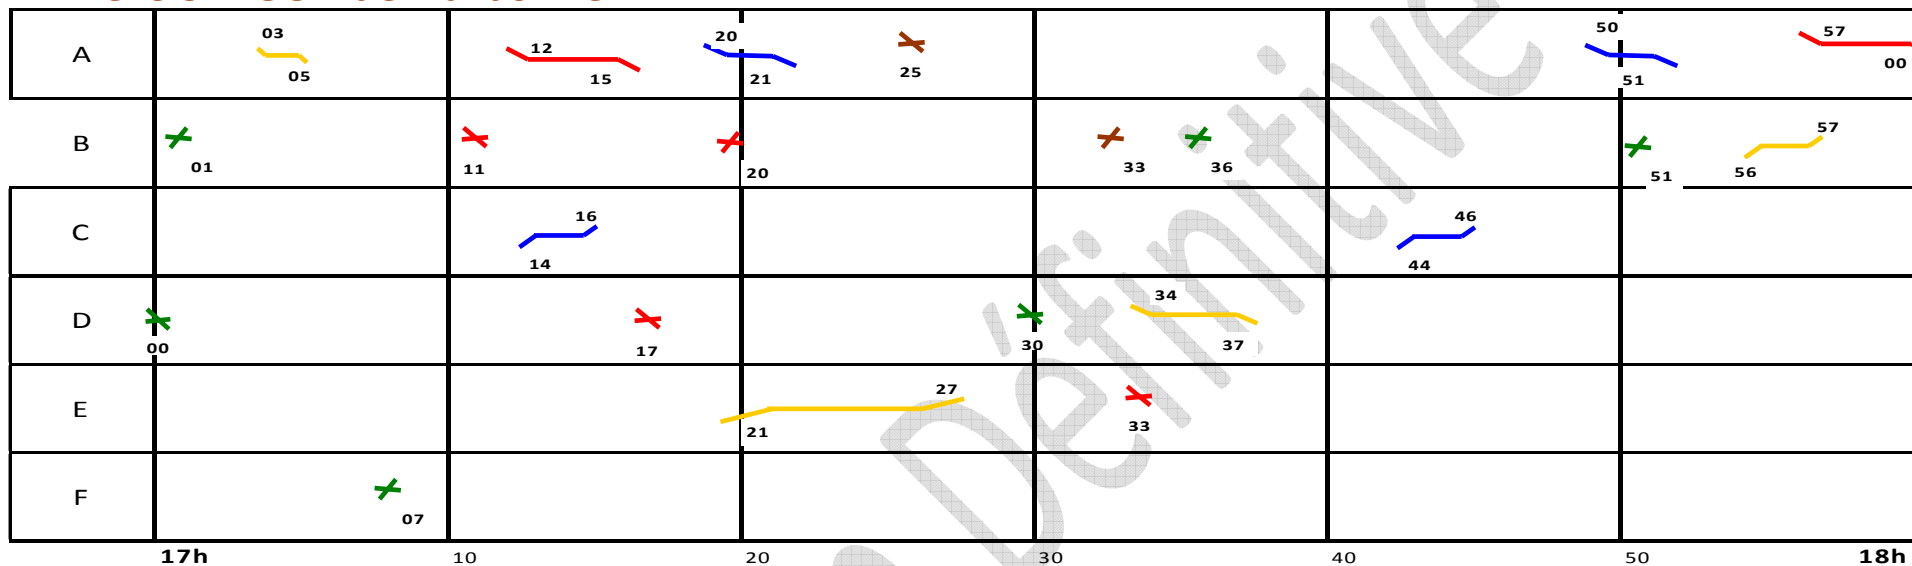 A 03 05 12 15 20 21 25 50 51 57 00
B 01 11 20 33 36 51 56 57
C 14 16 44 46
D 00 17 30 34 37
E 21 27 33
F 07
17h 10 20 30 40 50 18h
Définitive